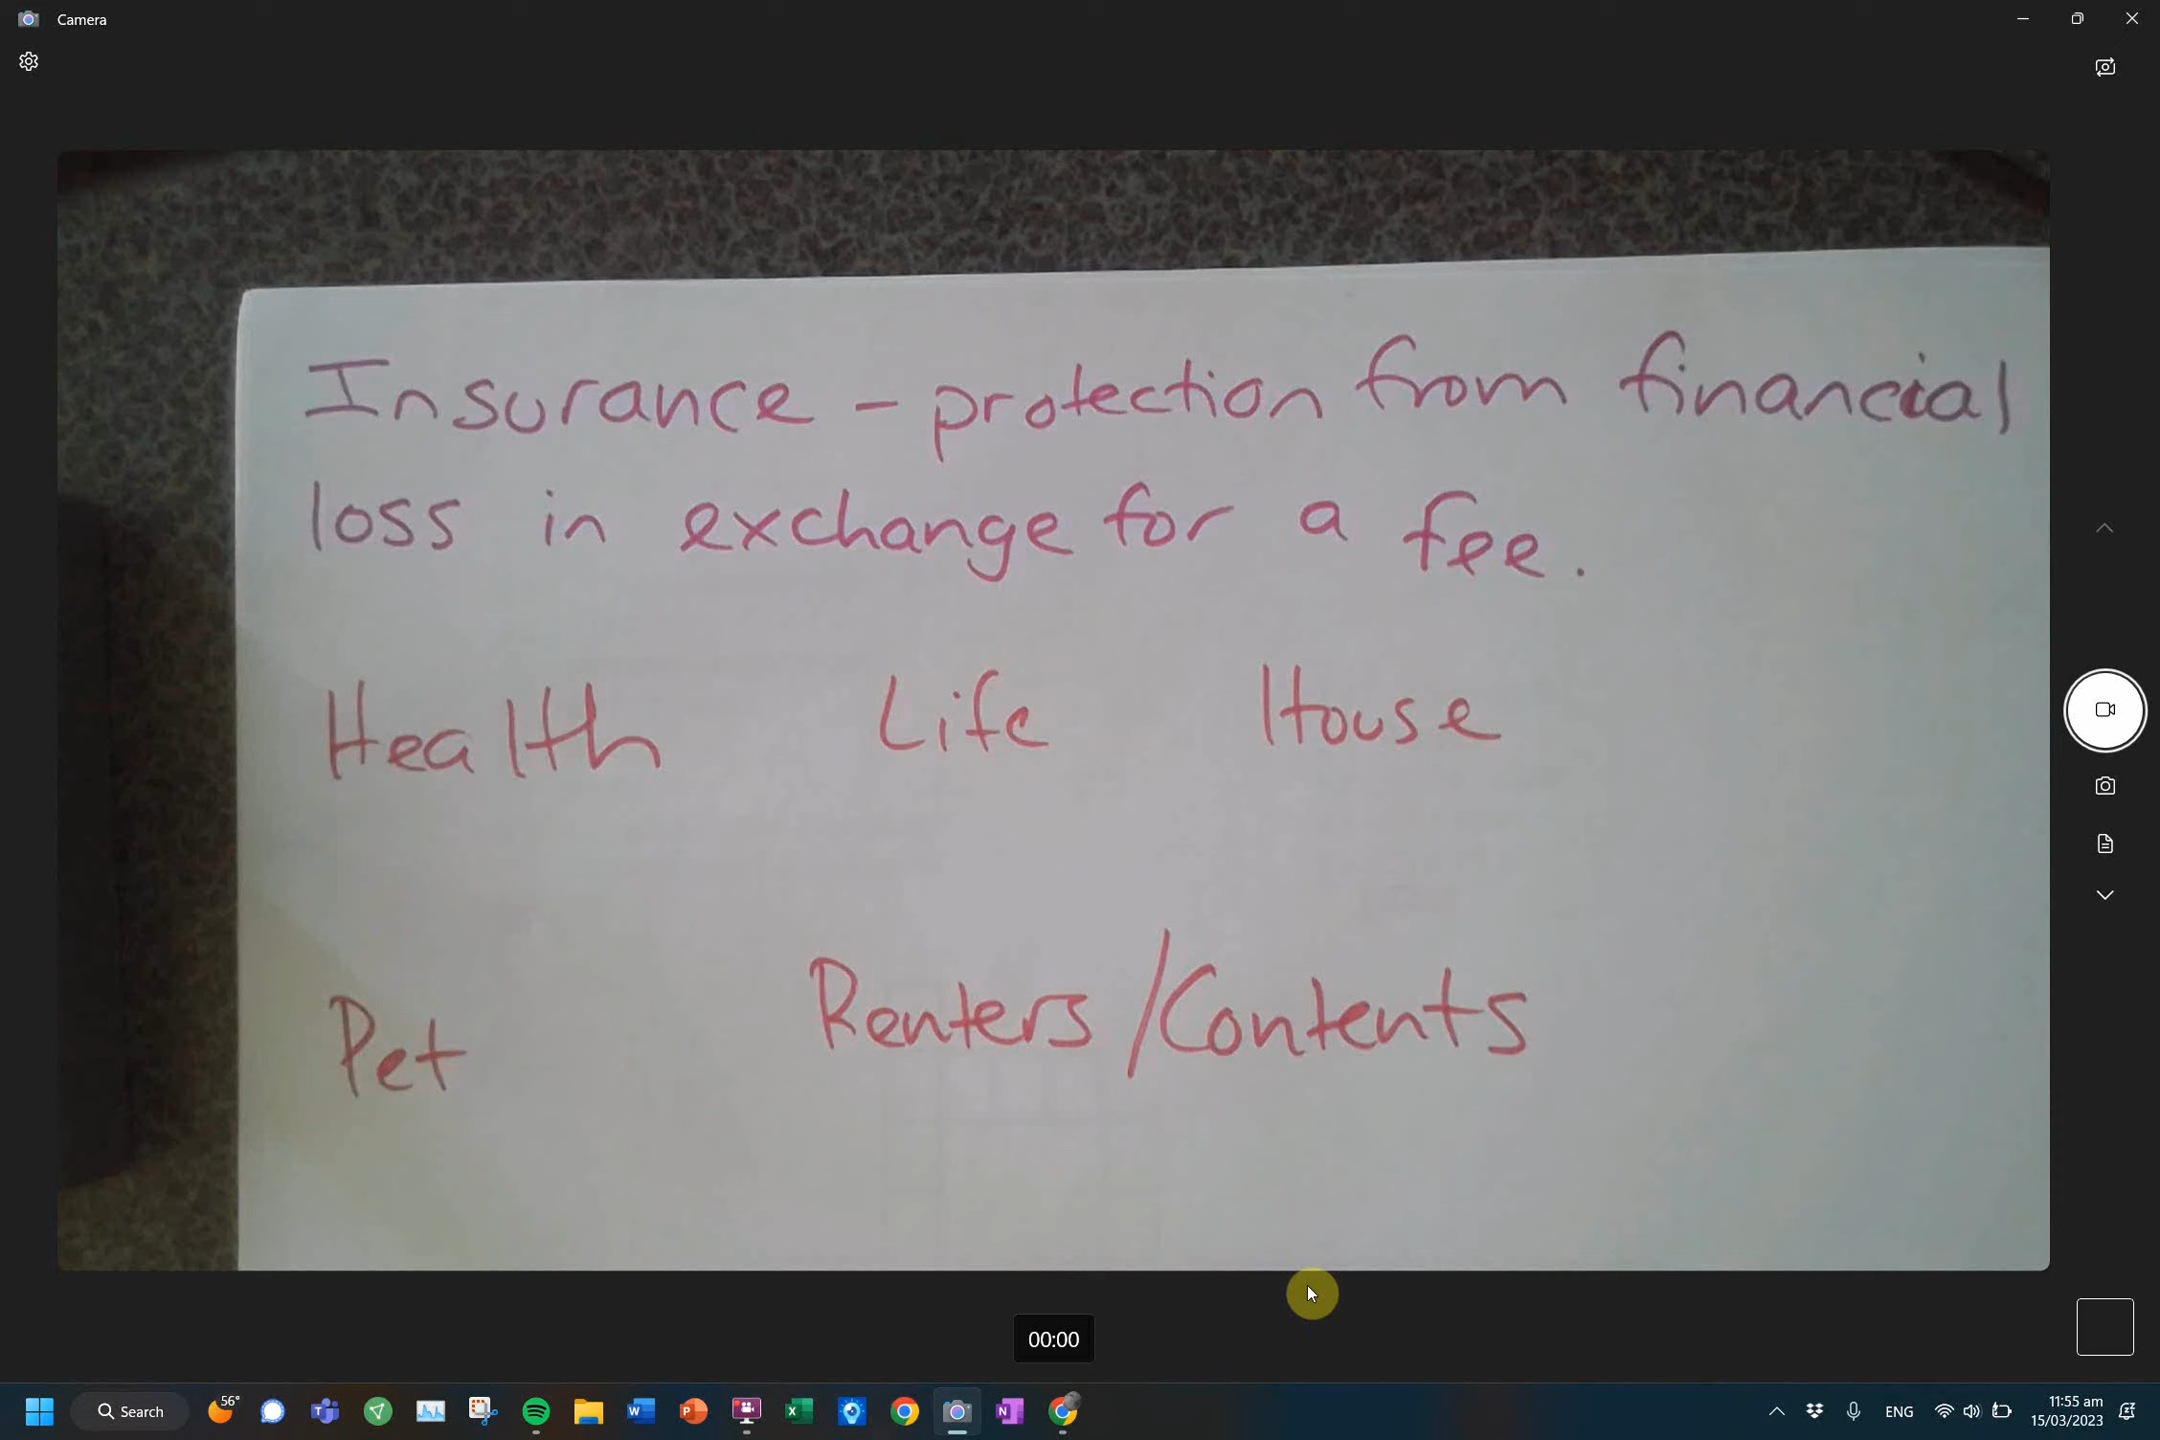 Camera
Insurance - protection from financial
loss in exchange for a fee.
Health Life House
Pet Renters/Contents
00:00
56°
Search
ENG
11:55 am
15/03/2023